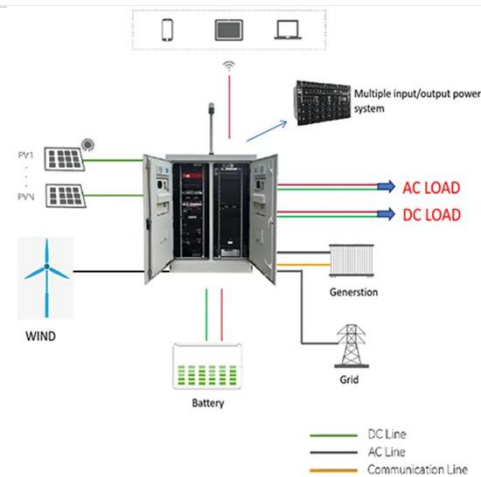 Multiple input/output power
system
PV1
PVN
AC LOAD
DC LOAD
WIND
Generstion
Grid
Battery
DC Line
AC Line
Communication Line